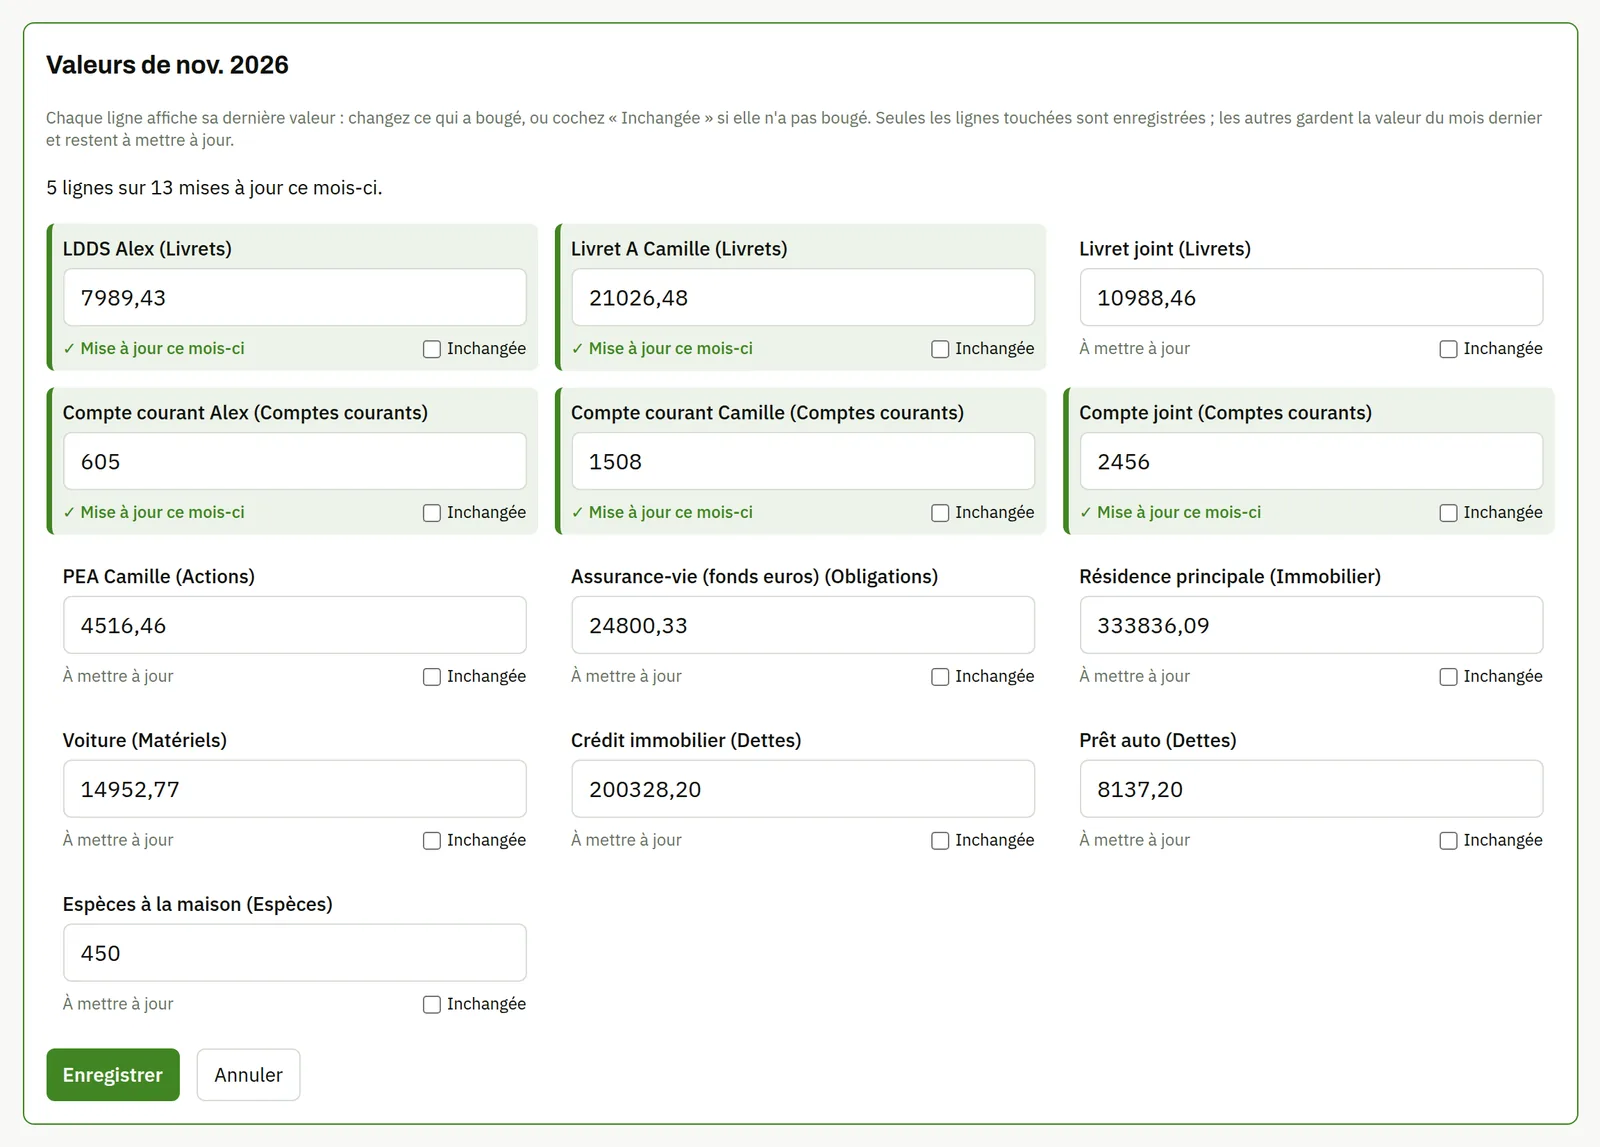 Valeurs de nov. 2026
Chaque ligne affiche sa dernière valeur : changez ce qui a bougé, ou cochez « Inchangée » si elle n'a pas bougé. Seules les lignes touchées sont enregistrées ; les autres gardent la valeur du mois dernier
et restent à mettre à jour.
5 lignes sur 13 mises à jour ce mois-ci.
LDDS Alex (Livrets)
7989,43
✓ Mise à jour ce mois-ci
Inchangée
Livret A Camille (Livrets)
21026,48
✓ Mise à jour ce mois-ci
Inchangée
Livret joint (Livrets)
10988,46
À mettre à jour
Inchangée
Compte courant Alex (Comptes courants)
605
✓ Mise à jour ce mois-ci
Inchangée
Compte courant Camille (Comptes courants)
1508
✓ Mise à jour ce mois-ci
Inchangée
Compte joint (Comptes courants)
2456
✓ Mise à jour ce mois-ci
Inchangée
PEA Camille (Actions)
4516,46
À mettre à jour
Inchangée
Assurance-vie (fonds euros) (Obligations)
24800,33
À mettre à jour
Inchangée
Résidence principale (Immobilier)
333836,09
À mettre à jour
Inchangée
Voiture (Matériels)
14952,77
À mettre à jour
Inchangée
Crédit immobilier (Dettes)
200328,20
À mettre à jour
Inchangée
Prêt auto (Dettes)
8137,20
À mettre à jour
Inchangée
Espèces à la maison (Espèces)
450
À mettre à jour
Inchangée
Enregistrer
Annuler